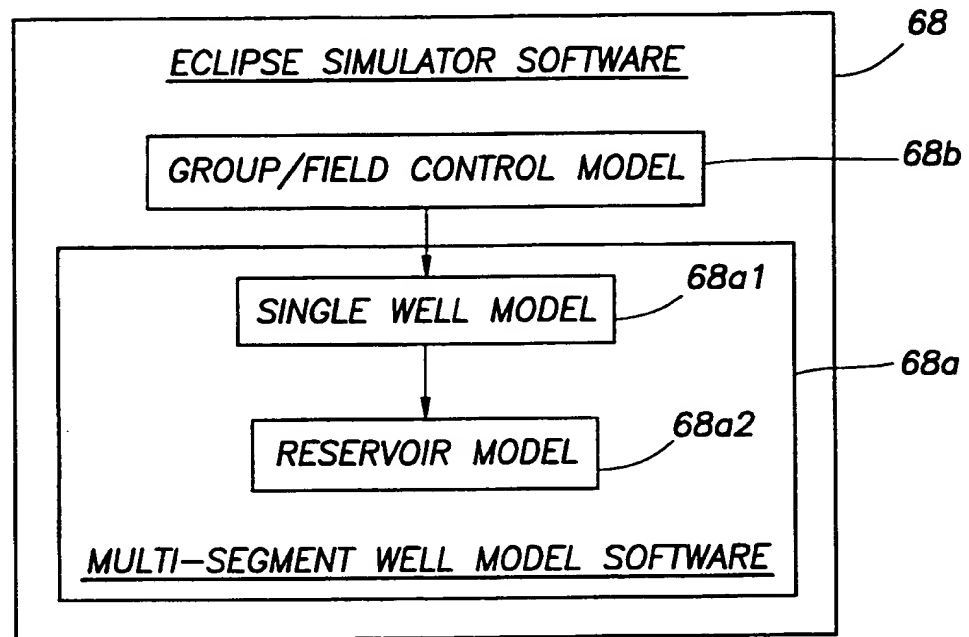 68
ECLIPSE SIMULATOR SOFTWARE
GROUP/FIELD CONTROL MODEL
68b
SINGLE WELL MODEL
68a1
68a
RESERVOIR MODEL
68a2
MULTI-SEGMENT WELL MODEL SOFTWARE